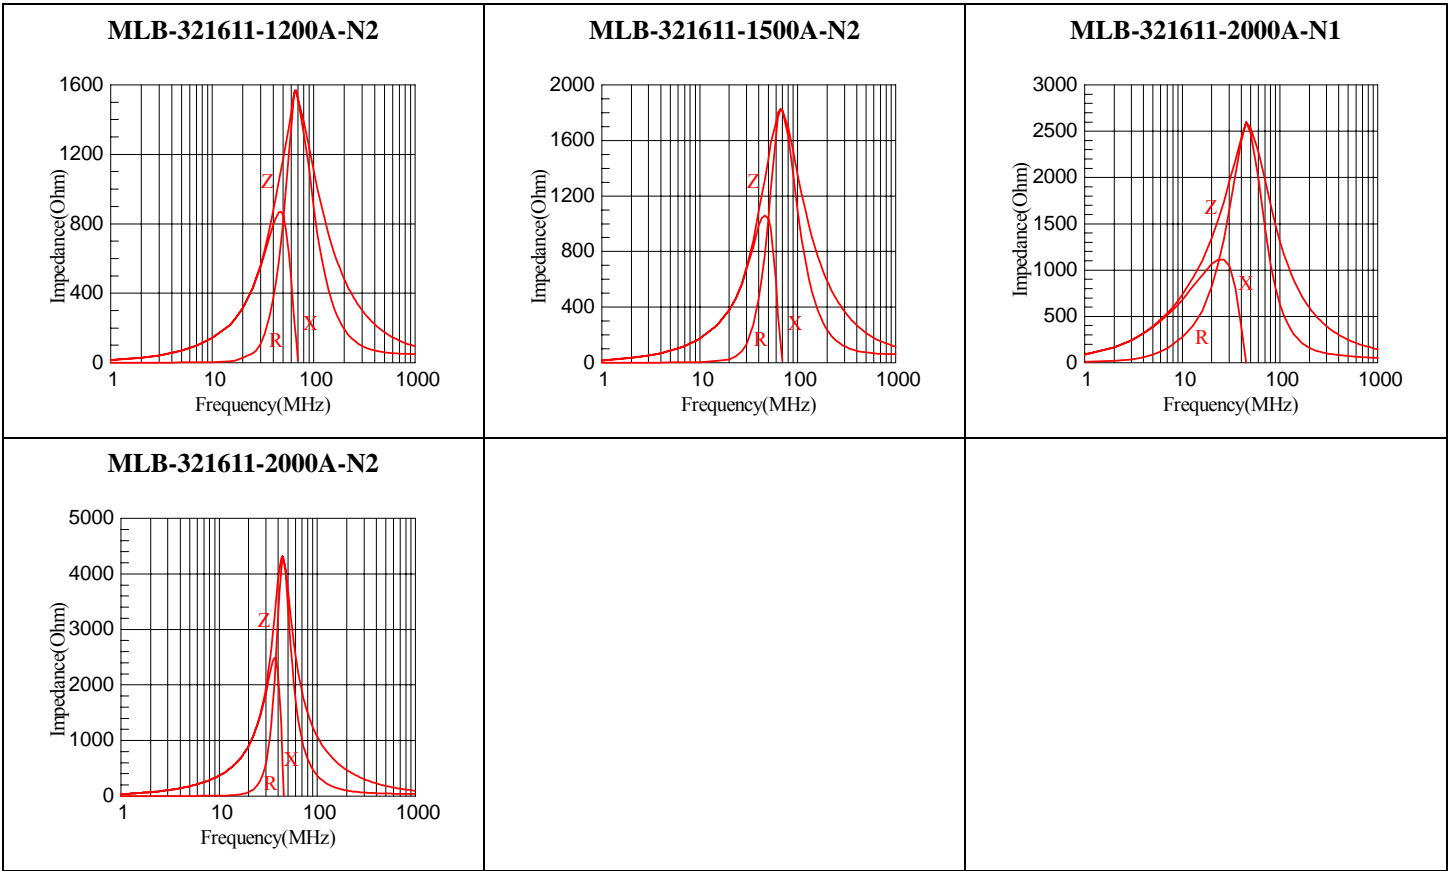 MLB-321611-1200A-N2
1600
1200
800
400
0
Impedance(Ohm)
Z
R
X
1 10 100 1000
Frequency(MHz)
MLB-321611-1500A-N2
2000
1600
1200
800
400
0
Impedance(Ohm)
Z
R
X
1 10 100 1000
Frequency(MHz)
MLB-321611-2000A-N1
3000
2500
2000
1500
1000
500
0
Impedance(Ohm)
Z
X
R
1 10 100 1000
Frequency(MHz)
MLB-321611-2000A-N2
5000
4000
3000
2000
1000
0
Impedance(Ohm)
Z
X
R
1 10 100 1000
Frequency(MHz)